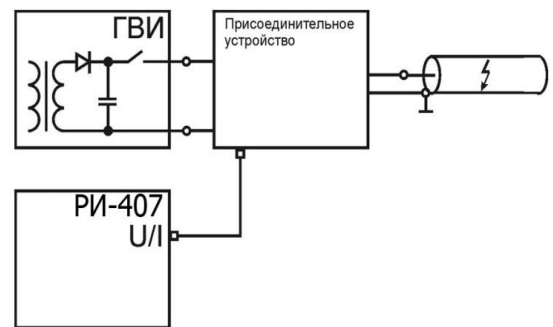 ГВИ
Присоединительное
устройство
РИ-407
U/I